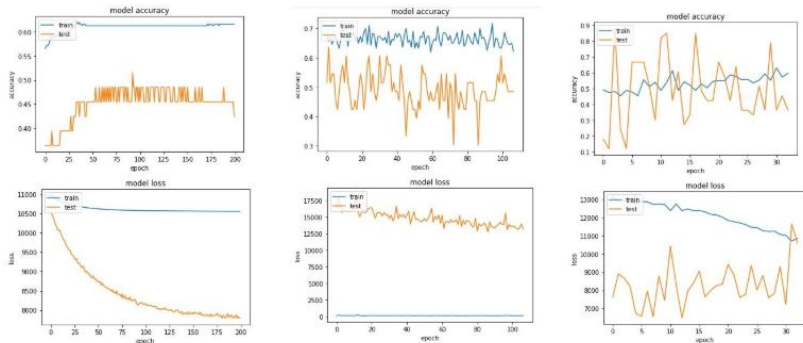 model accuracy
train
test
accuracy
0.60
0.55
0.50
0.45
0.40
0 25 50 75 100 125 150 175 200
epoch
model accuracy
train
test
accuracy
0.7
0.6
0.5
0.4
0.3
0 20 40 60 80 100
epoch
model accuracy
train
test
accuracy
0.9
0.8
0.7
0.6
0.5
0.4
0.3
0.2
0.1
0 5 10 15 20 25 30
epoch
model loss
train
test
loss
11000
10500
10000
9500
9000
8500
8000
0 25 50 75 100 125 150 175 200
epoch
model loss
train
test
loss
17500
15000
12500
10000
7500
5000
2500
0
0 20 40 60 80 100
epoch
model loss
train
test
loss
13000
12000
11000
10000
9000
8000
7000
0 5 10 15 20 25 30
epoch